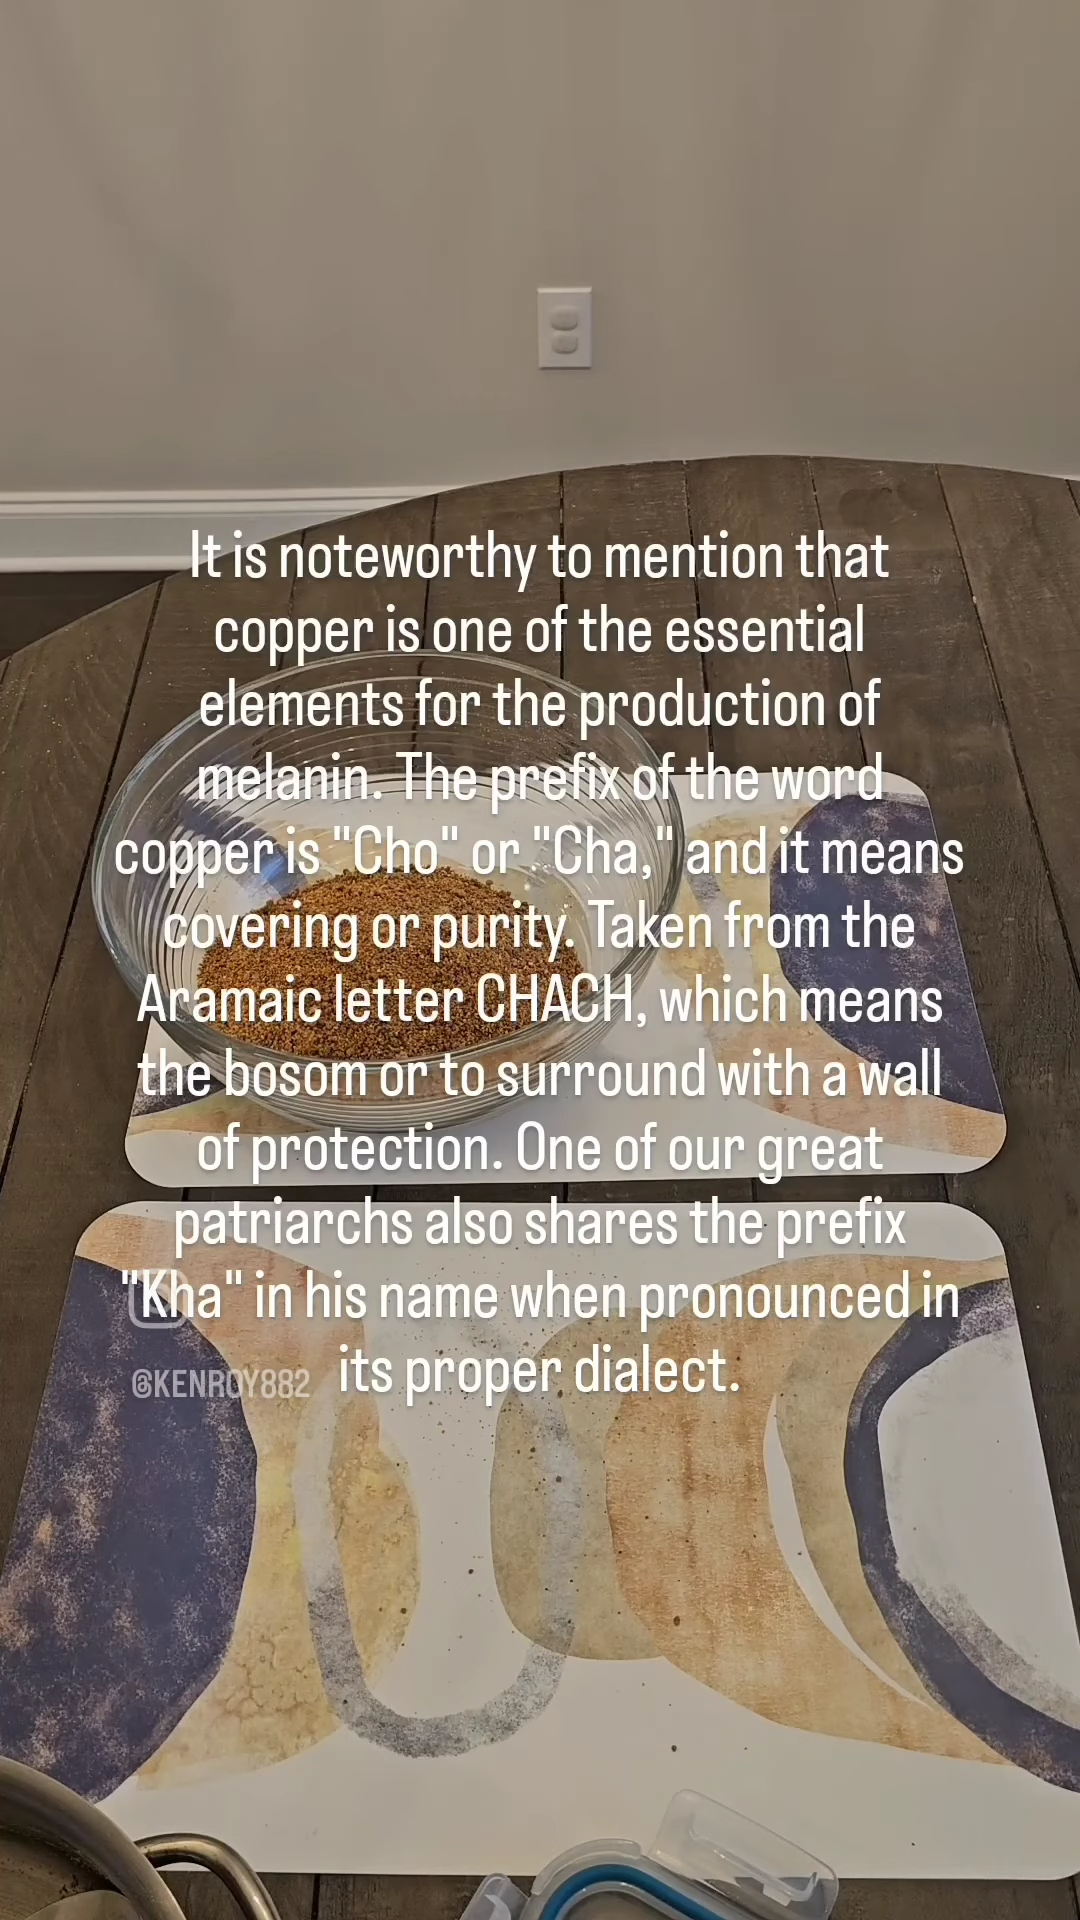 It is noteworthy to mention that
copper is one of the essential
elements for the production of
melanin. The prefix of the word
copper is "Cho" or "Cha," and it means
covering or purity. Taken from the
Aramaic letter CHACH, which means
the bosom or to surround with a wall
of protection. One of our great
patriarchs also shares the prefix
"Kha" in his name when pronounced in
its proper dialect.
@KENROY882